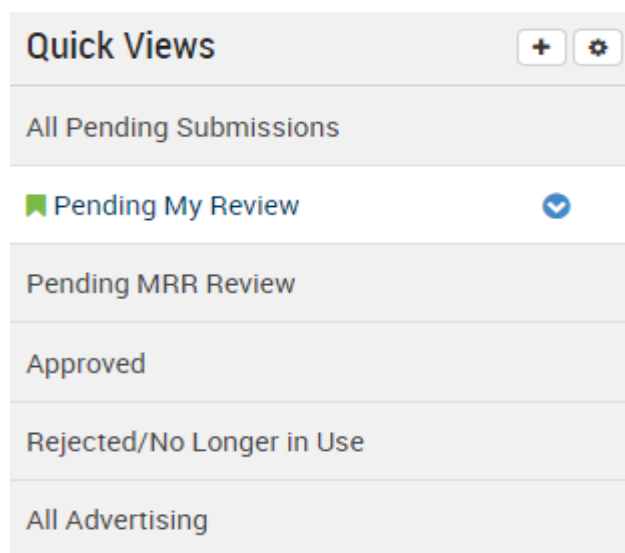 Quick Views
All Pending Submissions
Pending My Review
Pending MRR Review
Approved
Rejected/No Longer in Use
All Advertising